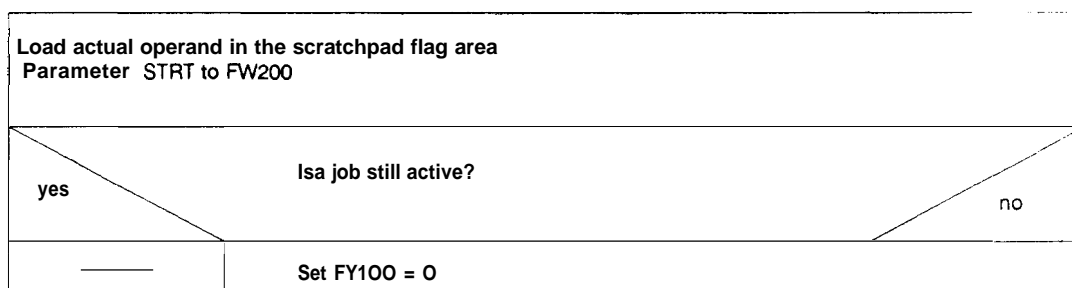 Load actual operand in the scratchpad flag area
Parameter STRT to FW200
Isa job still active?
yes
no
Set FY1OO = O